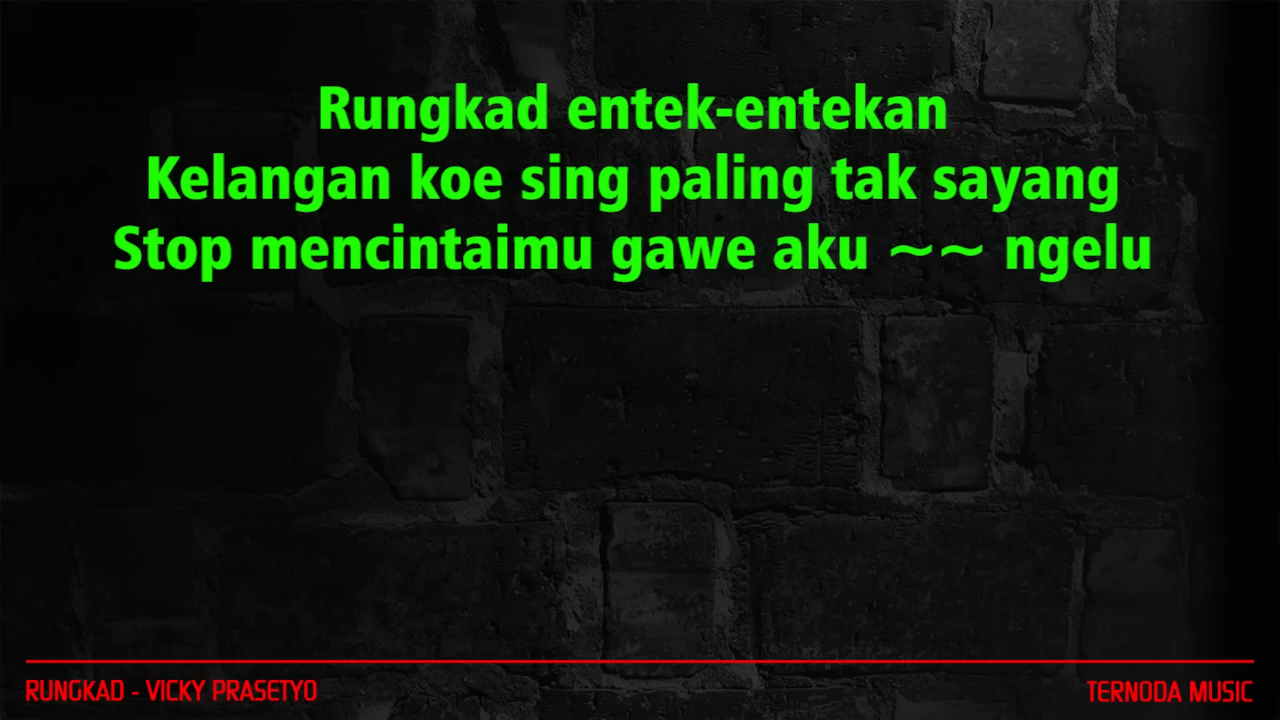 Rungkad entek-entekan
Kelangan koe sing paling tak sayang
Stop mencintaimu gawe aku ~~ ngelu
RUNGKAD - VICKY PRASETYO
TERNODA MUSIC